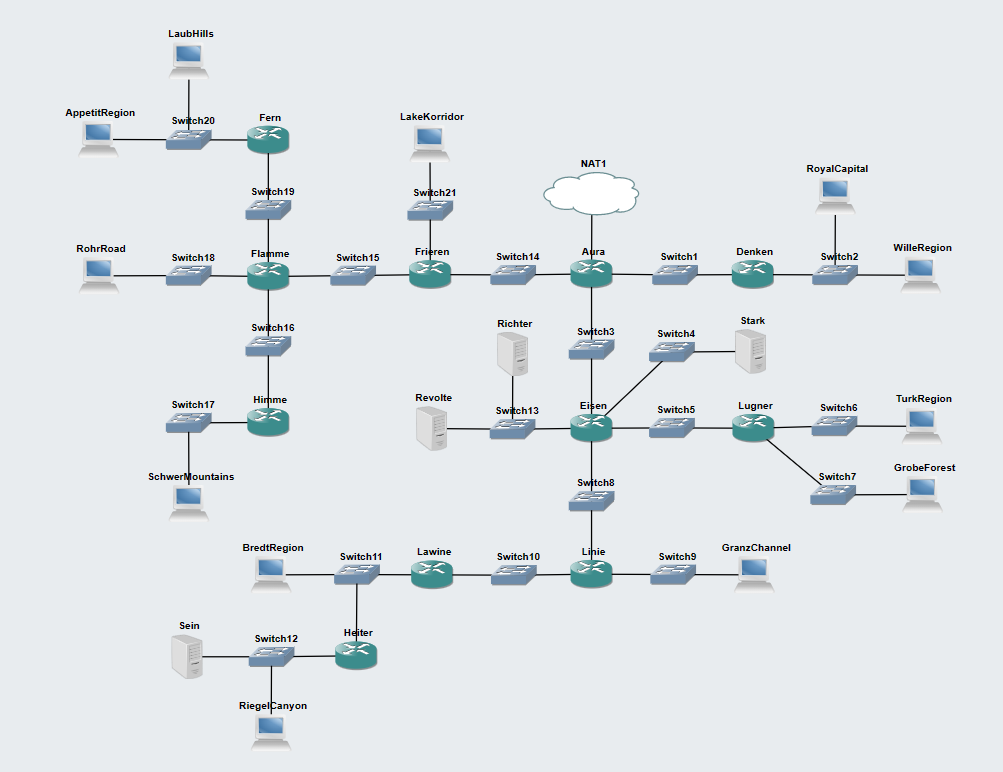 LaubHills
AppetitRegion
Switch20
Fern
LakeKorridor
NAT1
RoyalCapital
Switch19
Switch21
RohrRoad
Switch18
Flamme
Switch15
Frieren
Switch14
Aura
Switch1
Denken
Switch2
WilleRegion
Switch16
Richter
Switch3
Switch4
Stark
Switch17
Himme
Revolte
Switch13
Eisen
Switch5
Lugner
Switch6
TurkRegion
SchwerMountains
Switch8
Switch7
GrobeForest
BredtRegion
Switch11
Lawine
Switch10
Linie
Switch9
GranzChannel
Sein
Switch12
Heiter
RiegelCanyon